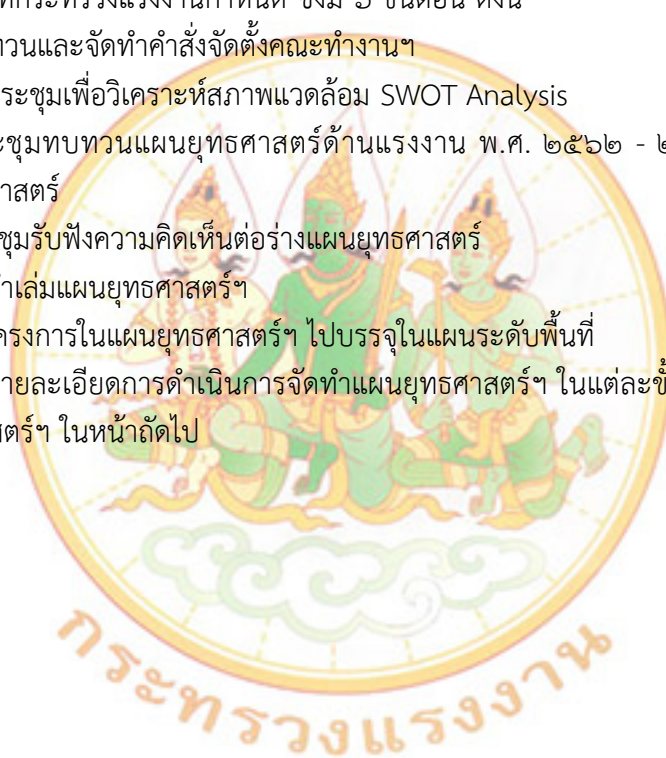 กระทรวงแรงงานกำหนด ซึ่งมี ขั้นตอน ดังนี้
ทวนและจัดทำคำสั่งจัดตั้งคณะทำงานฯ
ระชุมเพื่อวิเคราะห์สภาพแวดล้อม SWOT Analysis
ะชุมทบทวนแผนยุทธศาสตร์ด้านแรงงาน พ.ศ. ๒๕๖๒ - ๒
าสตร์
ชุมรับฟังความคิดเห็นต่อร่างแผนยุทธศาสตร์
ำเล่มแผนยุทธศาสตร์ฯ
ครงการในแผนยุทธศาสตร์ฯ ไปบรรจุในแผนระดับพื้นที่
ายละเอียดการดำเนินการจัดทำแผนยุทธศาสตร์ฯ ในแต่ละขั้
สตร์ฯ ในหน้าถัดไป
กระทรวงแรงงาน